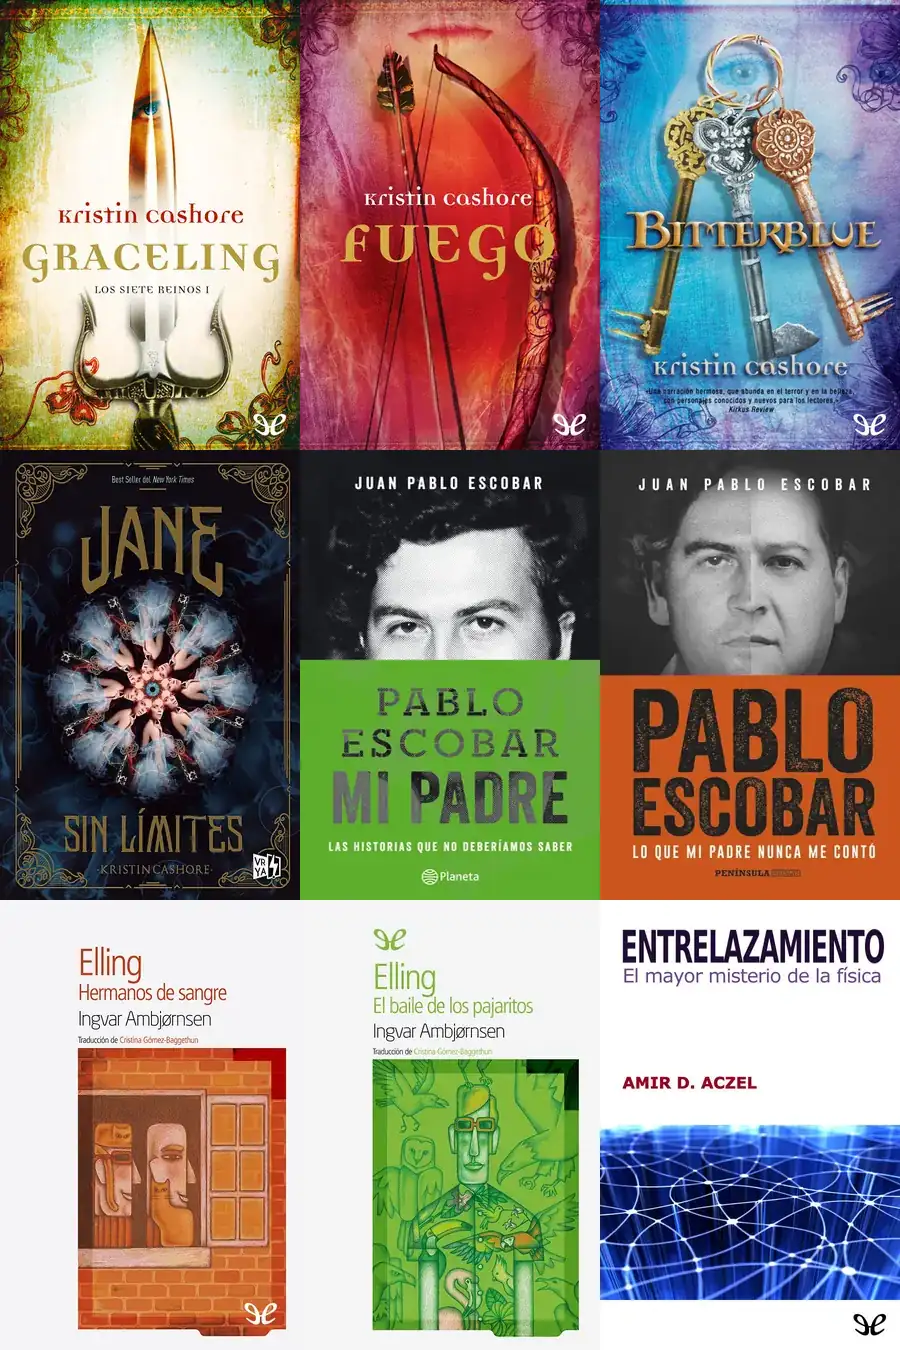 Kristin Cashore
GRACELING
LOS SIETE REINOS I
Kristin Cashore
FUEGO
BITTERBLUE
Kristin Cashore
«Una narración hermosa, que abunda en el terror y en la belleza,
con personajes conocidos y nuevos para los lectores.»
Kirkus Review
Best Seller del New York Times
JANE
SIN LÍMITES
·KRISTIN CASHORE·
VR
YA
JUAN PABLO ESCOBAR
PABLO
ESCOBAR
MI PADRE
LAS HISTORIAS QUE NO DEBERÍAMOS SABER
Planeta
JUAN PABLO ESCOBAR
PABLO
ESCOBAR
LO QUE MI PADRE NUNCA ME CONTÓ
PENÍNSULA
Elling
Hermanos de sangre
Ingvar Ambjørnsen
Traducción de Cristina Gómez-Baggethun
Elling
El baile de los pajaritos
Ingvar Ambjørnsen
Traducción de Cristina Gómez-Baggethun
ENTRELAZAMIENTO
El mayor misterio de la física
AMIR D. ACZEL